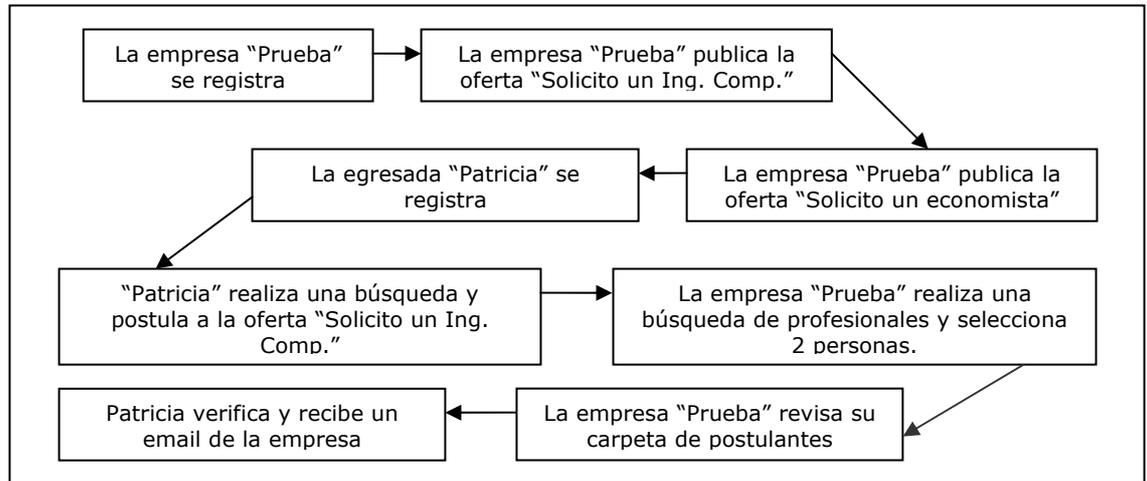 La empresa “Prueba”
se registra
La empresa “Prueba” publica la
oferta “Solicito un Ing. Comp.”
La empresa “Prueba” publica la
oferta “Solicito un economista”
La egresada “Patricia” se
registra
“Patricia” realiza una búsqueda y
postula a la oferta “Solicito un Ing.
Comp.”
La empresa “Prueba” realiza una
búsqueda de profesionales y selecciona
2 personas.
La empresa “Prueba” revisa su
carpeta de postulantes
Patricia verifica y recibe un
email de la empresa